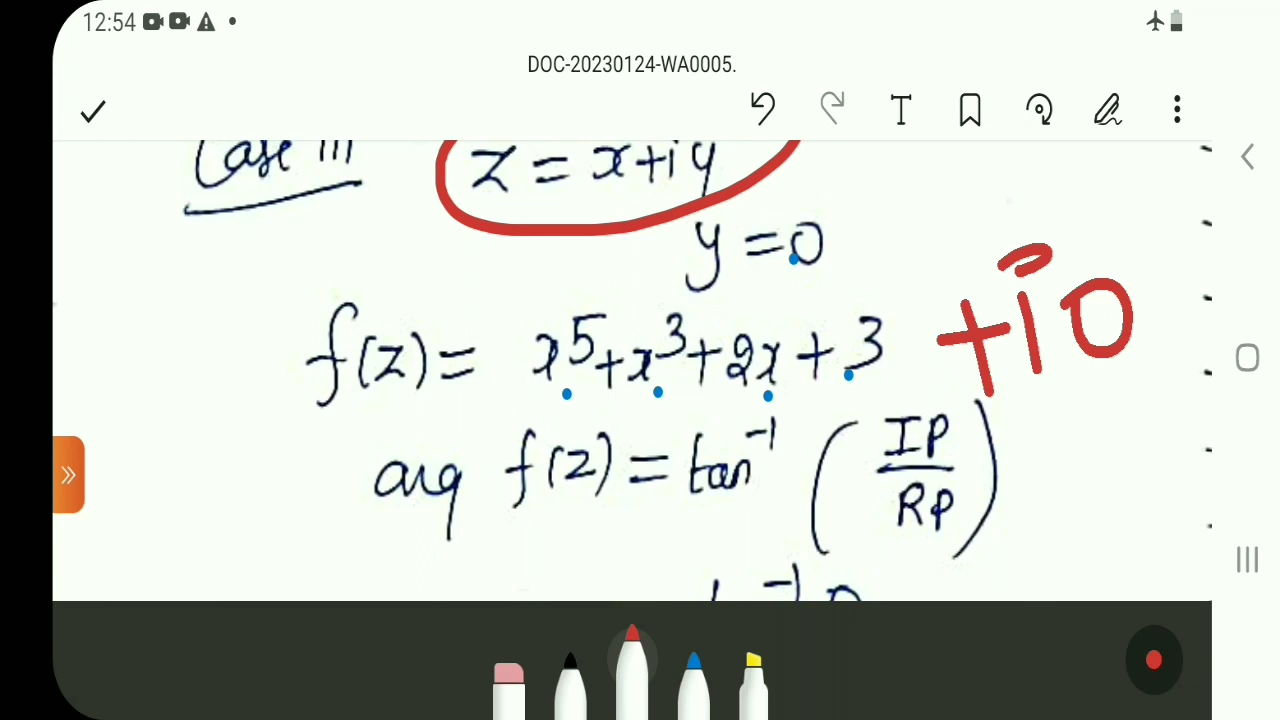 12:54
DOC-20230124-WA0005.
T
Case III z = x+iy
y = 0
f(z) = x⁵+x³+2x+3 +i0
arg f(z) = tan⁻¹ (IP/RP)